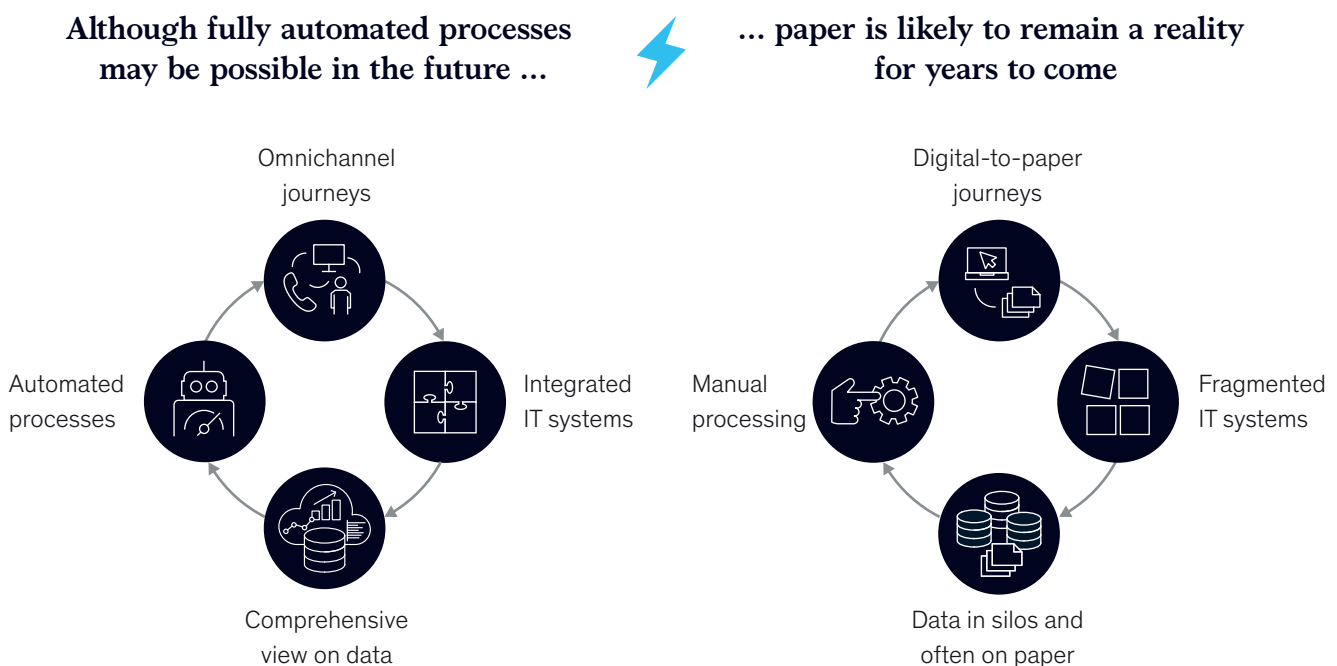 Although fully automated processes
may be possible in the future ...
... paper is likely to remain a reality
for years to come
Omnichannel
journeys
Automated
processes
Integrated
IT systems
Comprehensive
view on data
Digital-to-paper
journeys
Manual
processing
Fragmented
IT systems
Data in silos and
often on paper